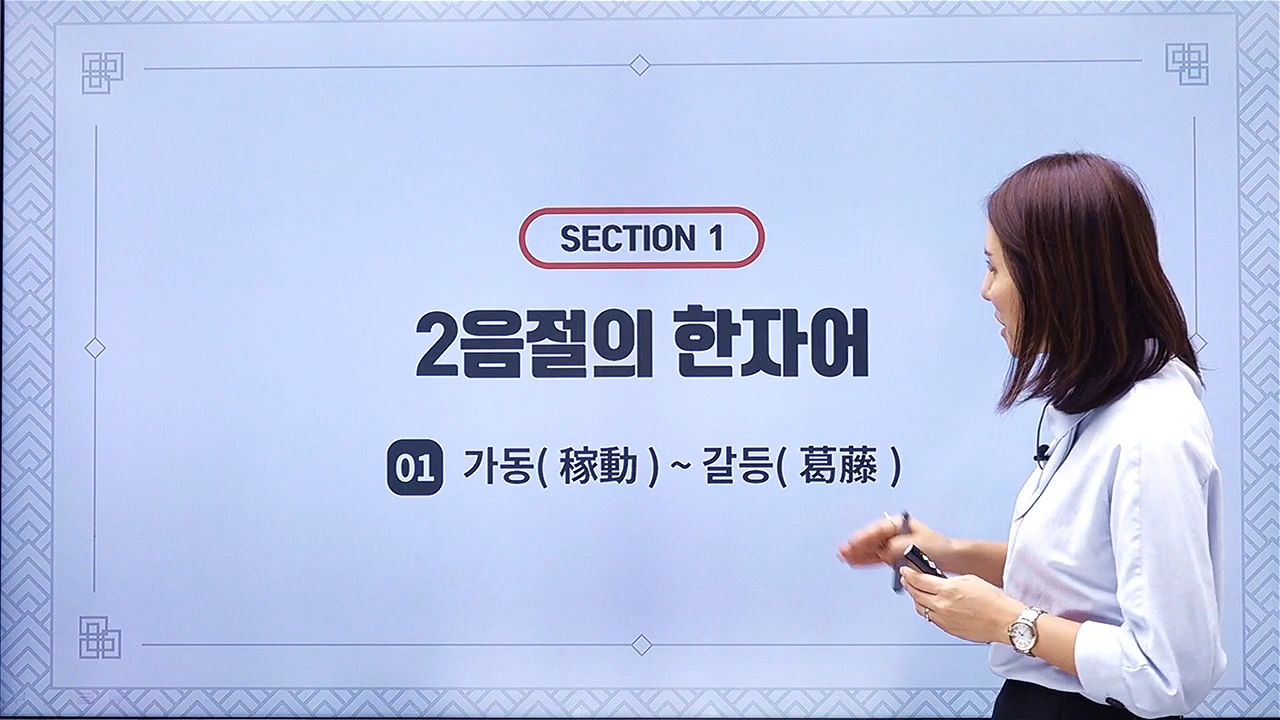 SECTION 1
2음절의 한자어
01 가동( 稼動 ) ~ 갈등( 葛藤 )